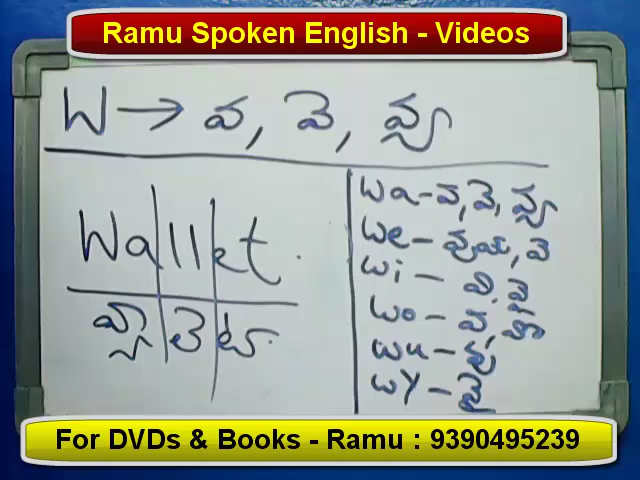 Ramu Spoken English - Videos
W → వ, వె, వ్య
Wallet.
వా లె ట్
Wa - వ, వె, వ్య
We - వుయ్, వె
Wi - వి, వై
Wo - వొ,
Wu - వు
Wy - వై
For DVDs & Books - Ramu : 9390495239